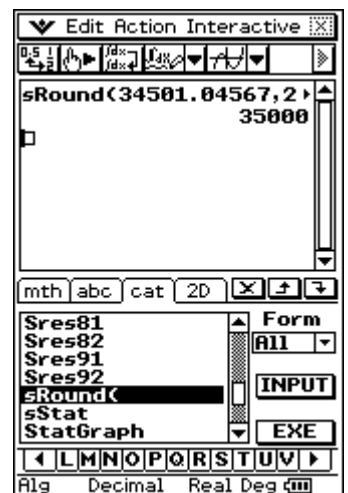 Edit Action Interactive
sRound(34501.04567,2
35000
mth abc cat 2D
Sres81
Sres82
Sres91
Sres92
sRound(
sStat
StatGraph
Form
All
INPUT
EXE
L M N O P Q R S T U V
Alg Decimal Real Deg